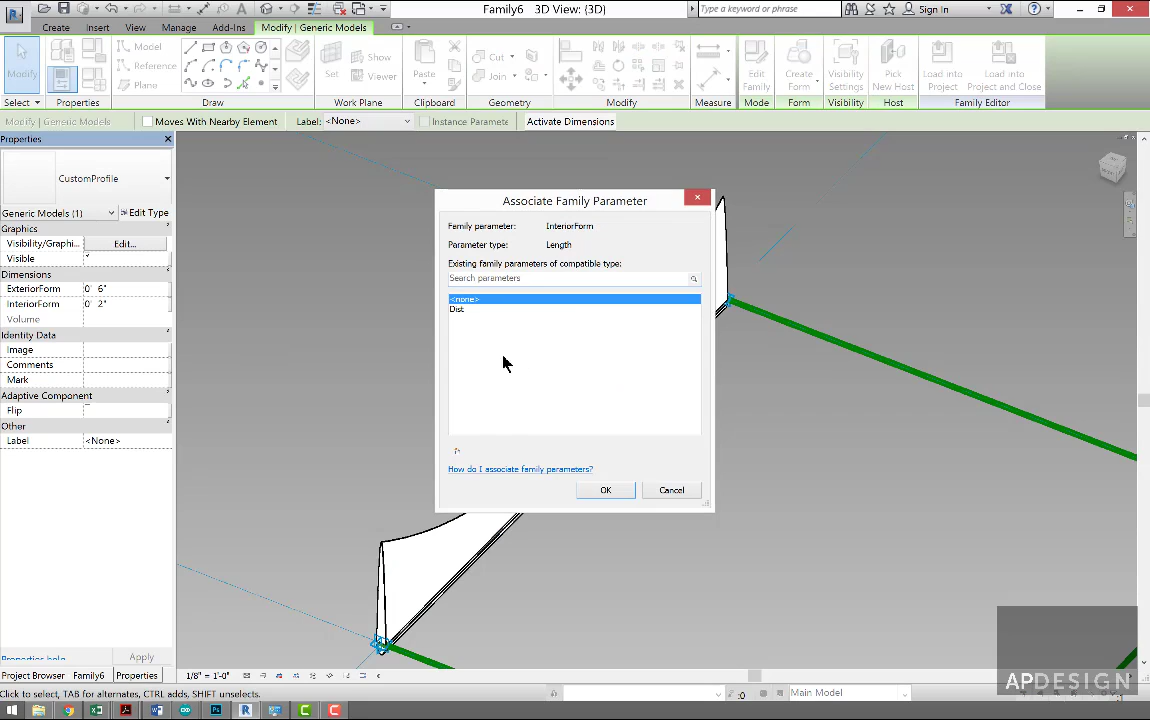 Family6    3D View: (3D)
Type a keyword or phrase
Sign In
Create Insert View Manage Add-Ins Modify | Generic Models
Model
Reference
Plane
Show
Viewer
Cut
Join
Modify
Set
Paste
Edit
Family
Create
Form
Visibility
Settings
Pick
New Host
Load into
Project
Load into
Project and Close
Select Properties Draw Work Plane Clipboard Geometry Modify Measure Mode Form Visibility Host Family Editor
Modify | Generic Models
Moves With Nearby Element
Label: <None>
Instance Paramete
Activate Dimensions
Properties
CustomProfile
Generic Models (1) Edit Type
Graphics
Visibility/Graphi... Edit...
Visible
Dimensions
ExteriorForm 0' 6"
InteriorForm 0' 2"
Volume
Identity Data
Image
Comments
Mark
Adaptive Component
Flip
Other
Label <None>
Properties help Apply
Project Browser Family6 Properties
Associate Family Parameter
Family parameter: InteriorForm
Parameter type: Length
Existing family parameters of compatible type:
Search parameters
<none>
Dist
How do I associate family parameters?
OK Cancel
1/8" = 1'-0"
Click to select, TAB for alternates, CTRL adds, SHIFT unselects.
:0
Main Model
APDESIGN